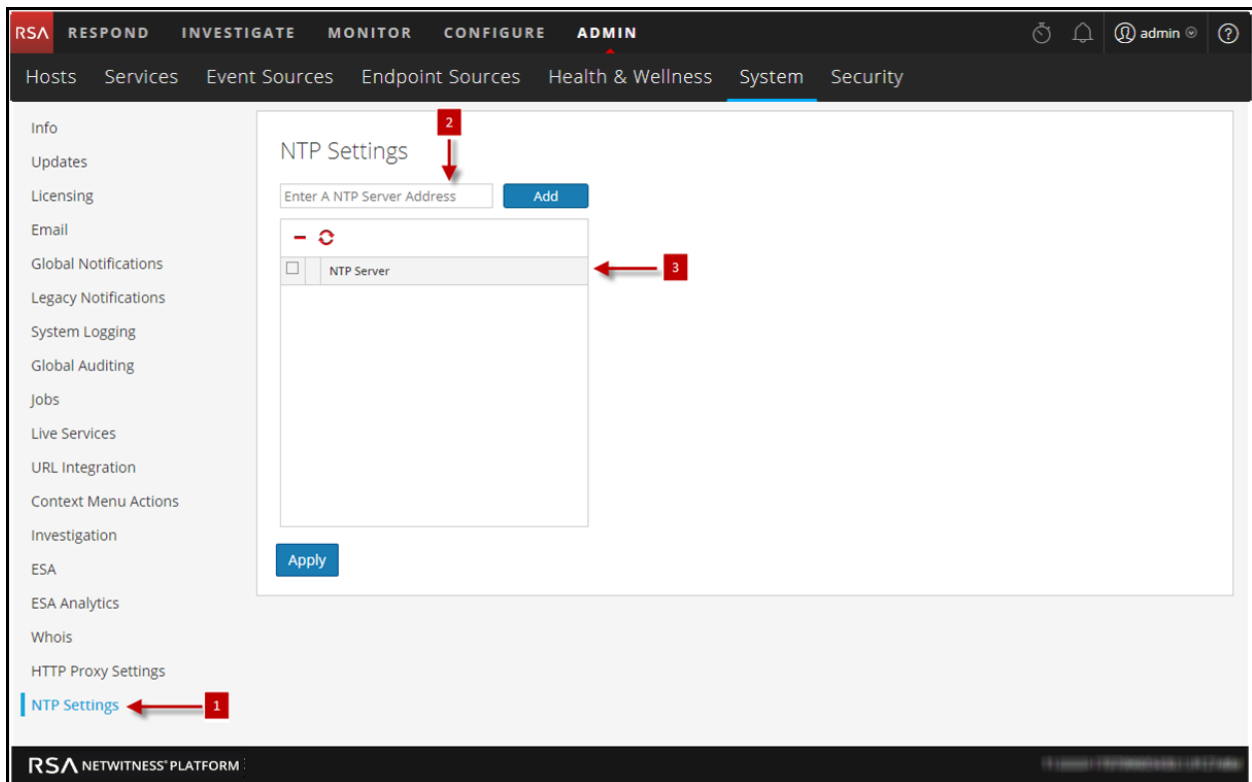 RSA RESPOND INVESTIGATE MONITOR CONFIGURE ADMIN admin ?
Hosts Services Event Sources Endpoint Sources Health & Wellness System Security
Info
Updates
Licensing
Email
Global Notifications
Legacy Notifications
System Logging
Global Auditing
Jobs
Live Services
URL Integration
Context Menu Actions
Investigation
ESA
ESA Analytics
Whois
HTTP Proxy Settings
NTP Settings
1
2
NTP Settings
Enter A NTP Server Address Add
NTP Server
3
Apply
RSA NETWITNESS® PLATFORM